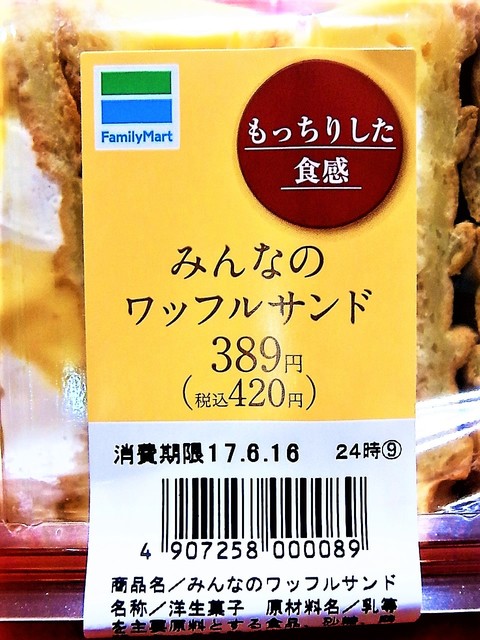 FamilyMart
もっちりした
食感
みんなの
ワッフルサンド
389円
(税込420円)
消費期限17.6.16 24時⑨
4 907258 000089
商品名/みんなのワッフルサンド
名称/洋生菓子 原材料名/乳等
を主要原料とする食品、砂糖、